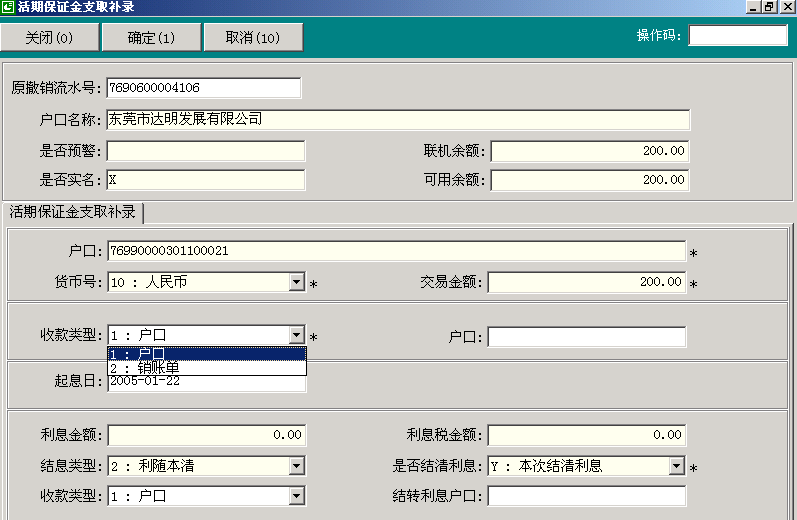 活期保证金支取补录
关闭(0) 确定(1) 取消(10) 操作码:
原撤销流水号: 7690600004106
户口名称: 东莞市达明发展有限公司
是否预警: 联机余额: 200.00
是否实名: X 可用余额: 200.00
活期保证金支取补录
户口: 76990000301100021 *
货币号: 10 : 人民币 * 交易金额: 200.00 *
收款类型: 1 : 户口 * 户口:
1 : 户口
2 : 销账单
起息日: 2005-01-22
利息金额: 0.00 利息税金额: 0.00
结息类型: 2 : 利随本清 是否结清利息: Y : 本次结清利息 *
收款类型: 1 : 户口 结转利息户口: